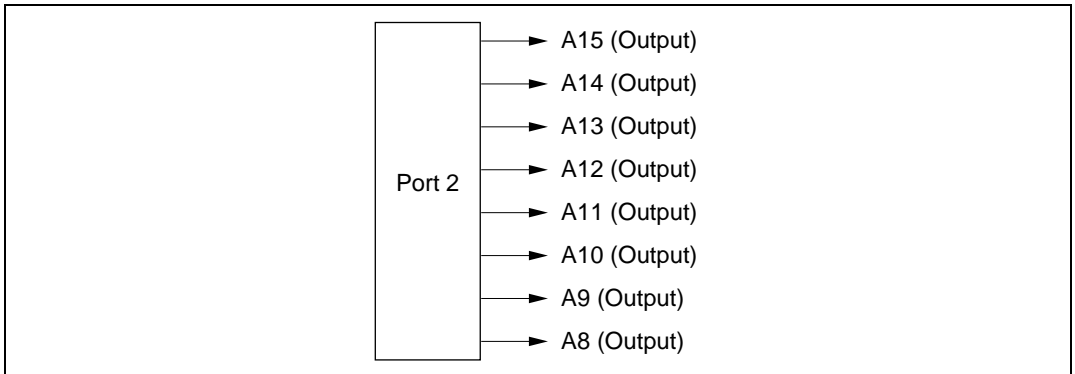 A15 (Output)
A14 (Output)
A13 (Output)
A12 (Output)
Port 2
A11 (Output)
A10 (Output)
A9 (Output)
A8 (Output)